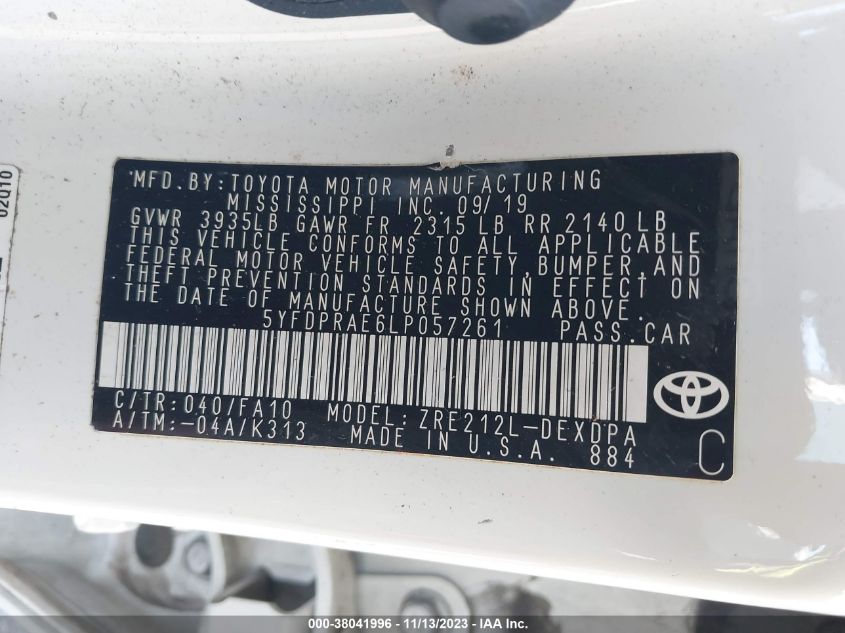 MFD.BY:TOYOTA MOTOR MANUFACTURING
MISSISSIPPI INC. 09/19
GVWR 3935LB GAWR FR 2315 LB RR 2140 LB
THIS VEHICLE CONFORMS TO ALL APPLICABLE
FEDERAL MOTOR VEHICLE SAFETY,BUMPER,AND
THEFT PREVENTION STANDARDS IN EFFECT ON
THE DATE OF MANUFACTURE SHOWN ABOVE.
5YFDPRAE6LP057261 PASS.CAR
C/TR:040/FA10 MODEL:ZRE212L-DEXDPA
A/TM:-04A/K313 MADE IN U.S.A. 884
C
02Q10
000-38041996 - 11/13/2023 - IAA Inc.